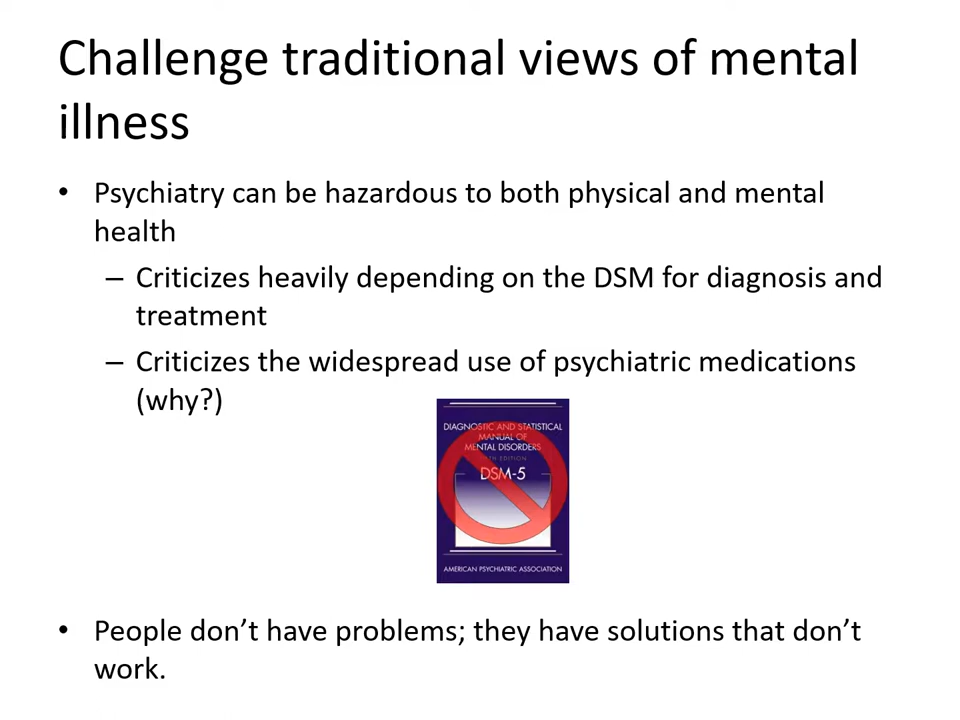 Challenge traditional views of mental
illness
• Psychiatry can be hazardous to both physical and mental
health
– Criticizes heavily depending on the DSM for diagnosis and
treatment
– Criticizes the widespread use of psychiatric medications
(why?)
DIAGNOSTIC AND STATISTICAL
MANUAL OF
MENTAL DISORDERS
FIFTH EDITION
DSM-5
AMERICAN PSYCHIATRIC ASSOCIATION
• People don’t have problems; they have solutions that don’t
work.